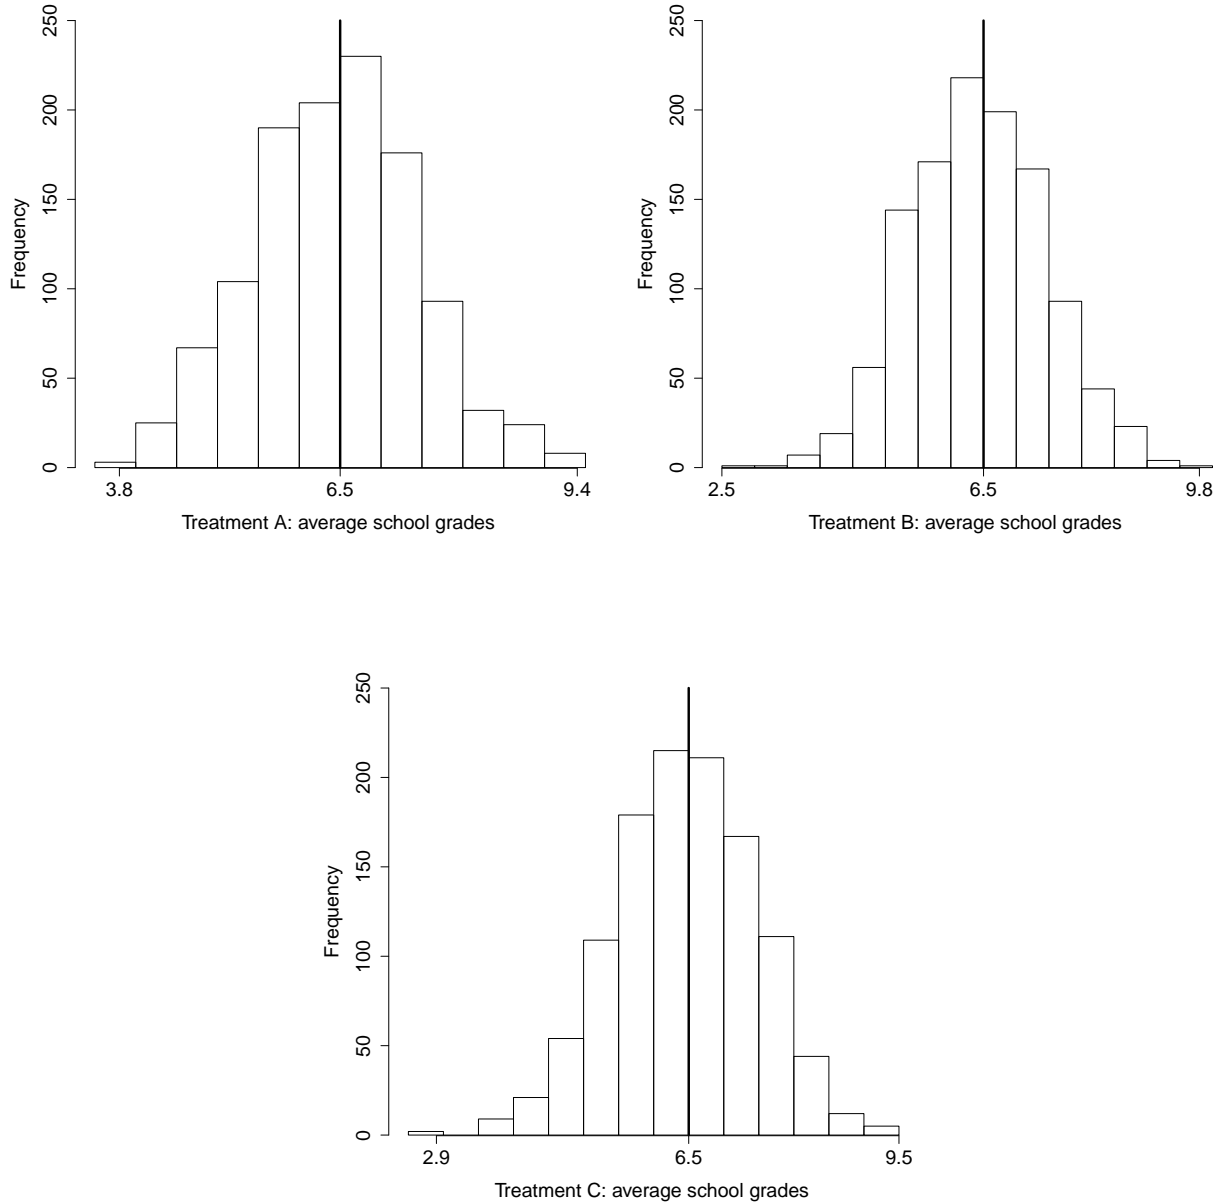 Frequency
250
200
150
100
50
0
3.8 6.5 9.4
Treatment A: average school grades
Frequency
250
200
150
100
50
0
2.5 6.5 9.8
Treatment B: average school grades
Frequency
250
200
150
100
50
0
2.9 6.5 9.5
Treatment C: average school grades